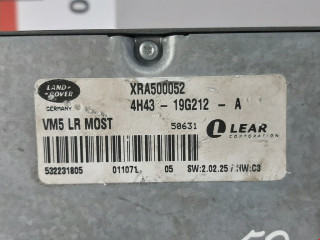 LAND-
ROVER
GERMANY
XRA500052
4H43 - 19G212 - A
VM5 LR MOST
58631
LEAR
CORPORATION
532231805 011071 05 SW:2.02.25 / HW:C3